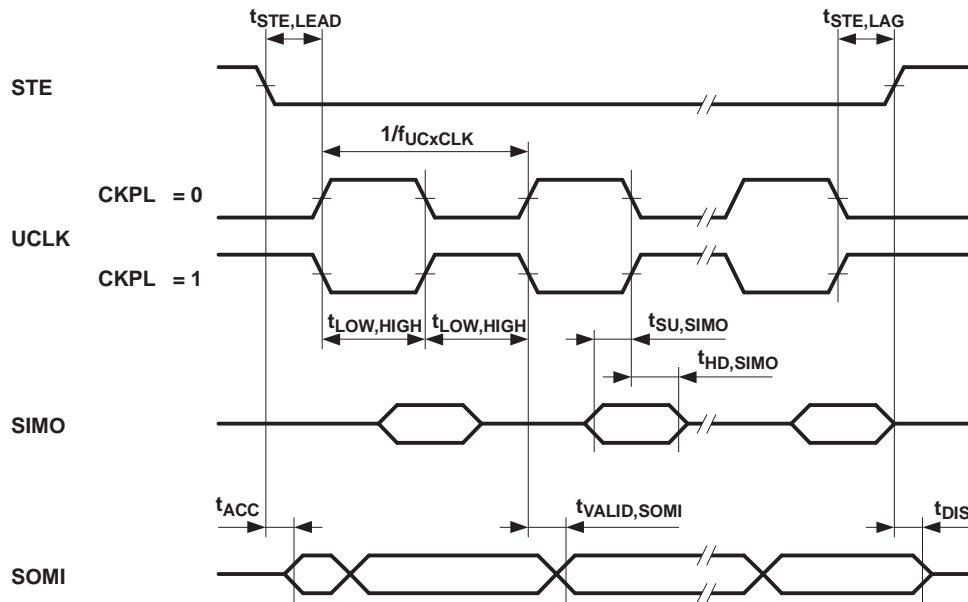 tSTE,LEAD
tSTE,LAG
STE
1/fUCxCLK
CKPL = 0
UCLK
CKPL = 1
tLOW,HIGH tLOW,HIGH
tSU,SIMO
tHD,SIMO
SIMO
tACC
tVALID,SOMI
tDIS
SOMI